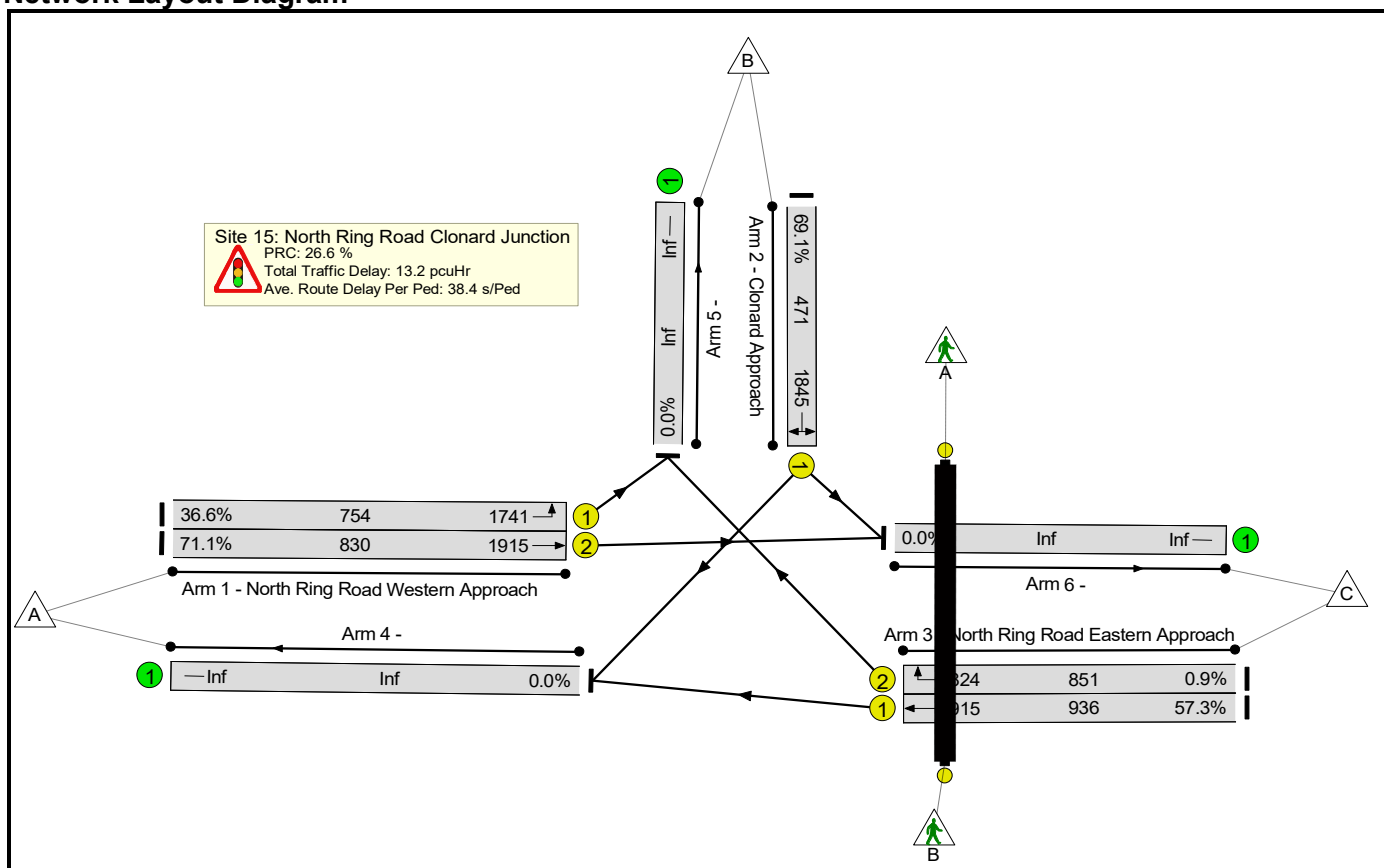 Network Layout Diagram
B
1
Site 15: North Ring Road Clonard Junction
PRC: 26.6 %
Total Traffic Delay: 13.2 pcuHr
Ave. Route Delay Per Ped: 38.4 s/Ped
0.0% Inf Inf
Arm 5 -
Arm 2 - Clonard Approach
69.1% 471 1845
1
A
36.6% 754 1741 1
71.1% 830 1915 2
Arm 1 - North Ring Road Western Approach
0.0% Inf Inf 1
Arm 6 -
A
C
Arm 4 -
Arm 3 North Ring Road Eastern Approach
1 Inf Inf 0.0%
2 824 851 0.9%
1 915 936 57.3%
B